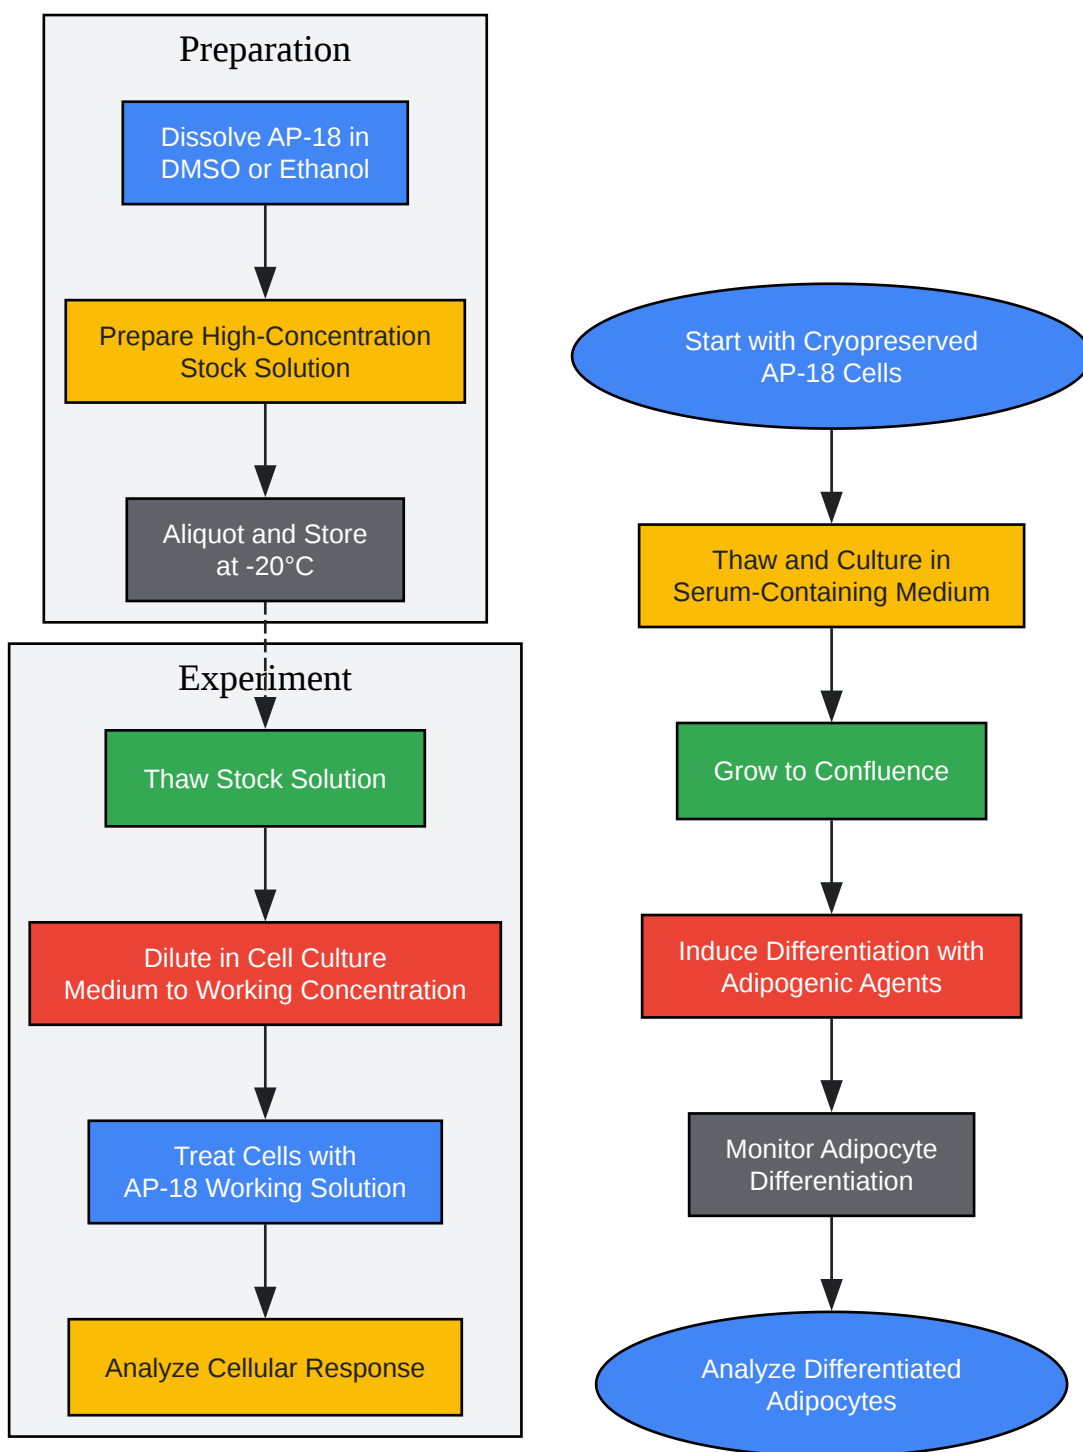 Preparation
Dissolve AP-18 in
DMSO or Ethanol
Prepare High-Concentration
Stock Solution
Aliquot and Store
at -20°C
Experiment
Thaw Stock Solution
Dilute in Cell Culture
Medium to Working Concentration
Treat Cells with
AP-18 Working Solution
Analyze Cellular Response
Start with Cryopreserved
AP-18 Cells
Thaw and Culture in
Serum-Containing Medium
Grow to Confluence
Induce Differentiation with
Adipogenic Agents
Monitor Adipocyte
Differentiation
Analyze Differentiated
Adipocytes